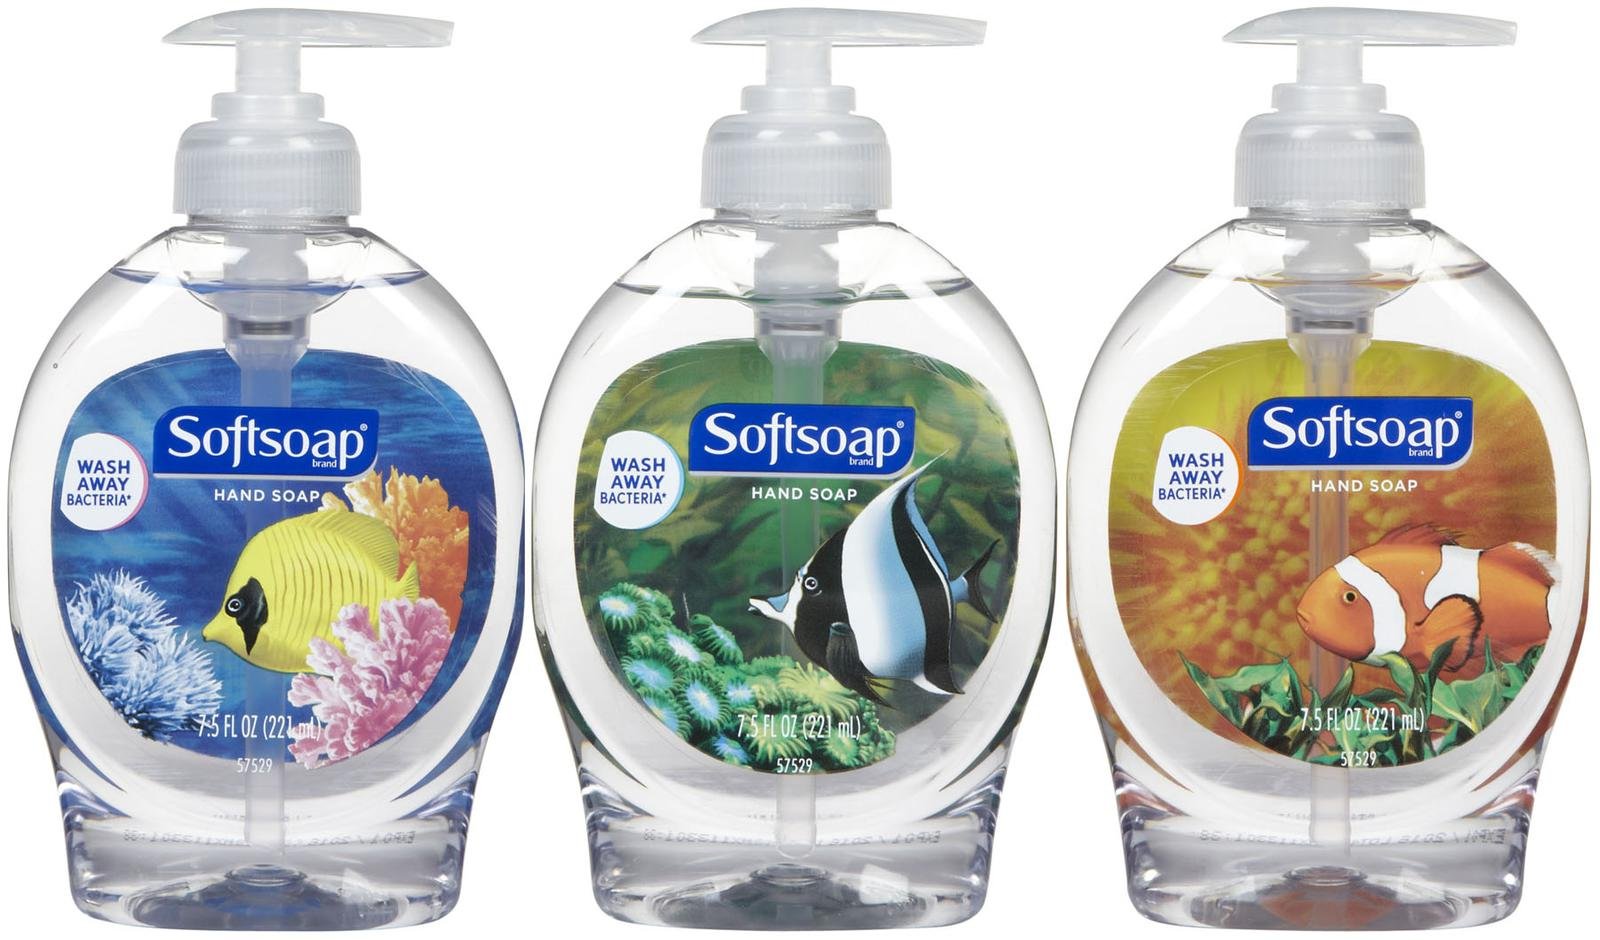 Softsoap®
brand
HAND SOAP
WASH
AWAY
BACTERIA*
7.5 FL OZ (221 mL)
57529
Softsoap®
brand
HAND SOAP
WASH
AWAY
BACTERIA*
7.5 FL OZ (221 mL)
57529
Softsoap®
brand
HAND SOAP
WASH
AWAY
BACTERIA*
7.5 FL OZ (221 mL)
57529